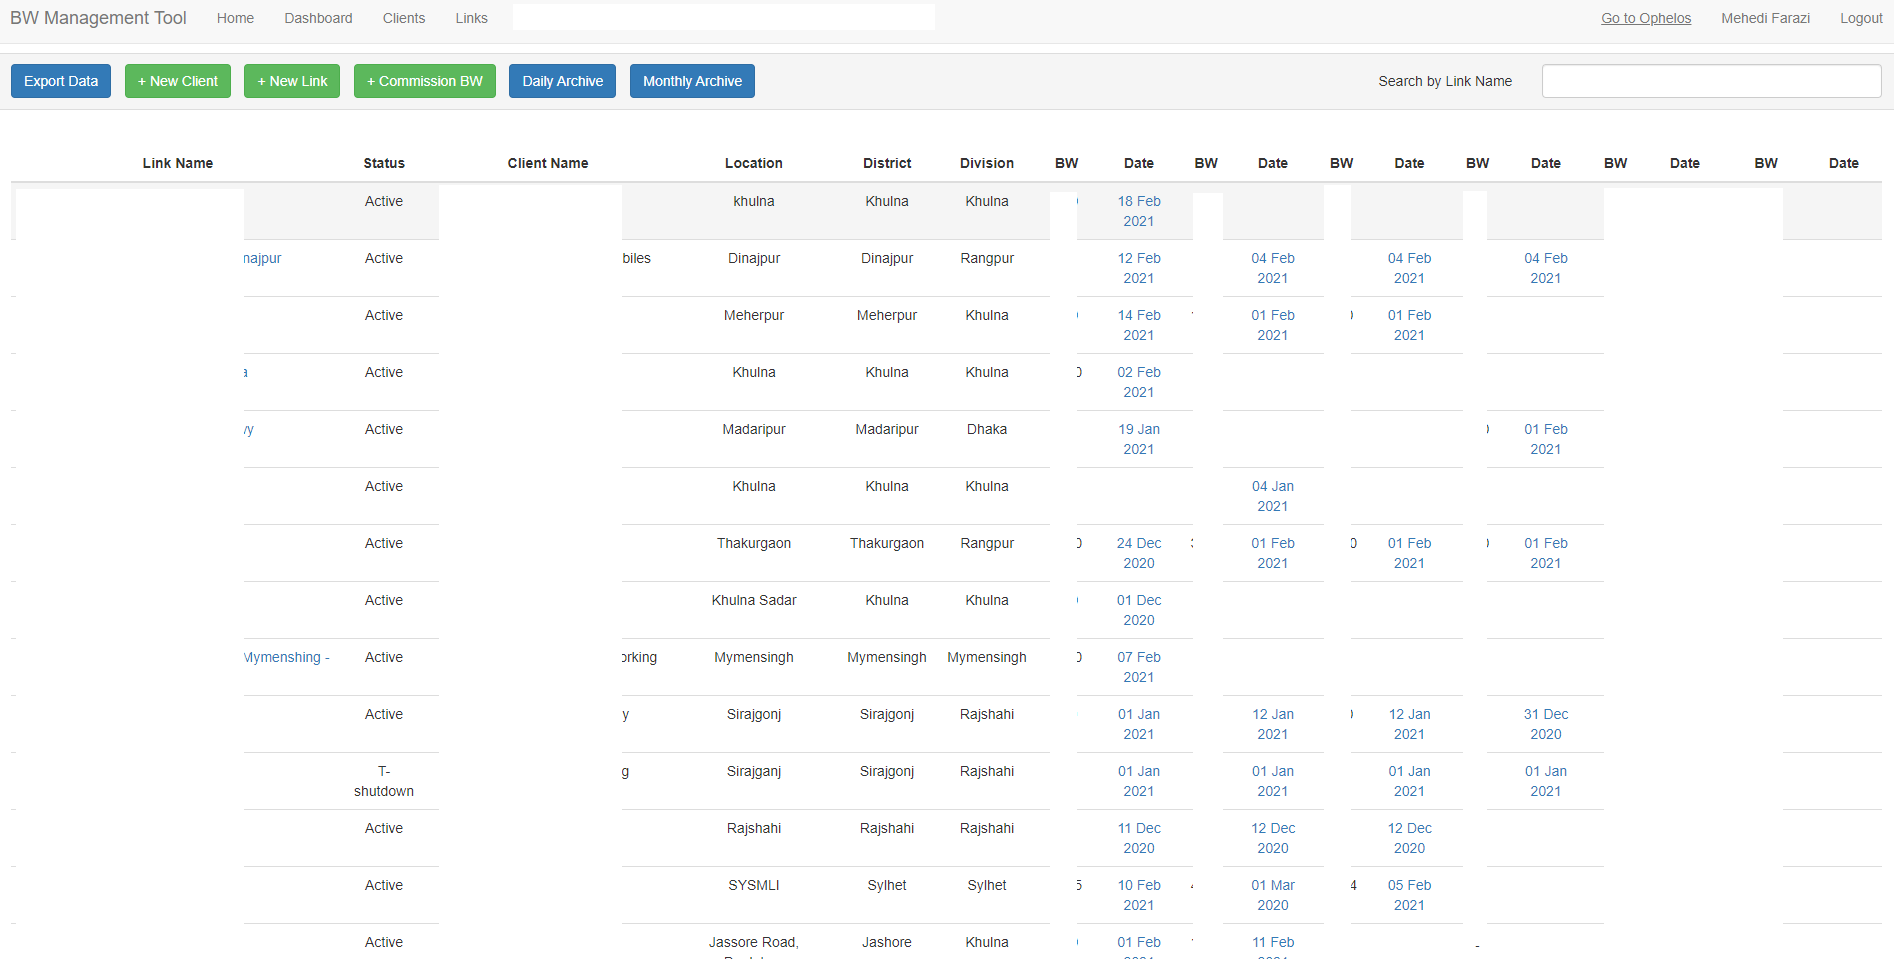 BW Management Tool Home Dashboard Clients Links Go to Ophelos Mehedi Farazi Logout
Export Data + New Client + New Link + Commission BW Daily Archive Monthly Archive Search by Link Name
Link Name Status Client Name Location District Division BW Date BW Date BW Date BW Date BW Date BW Date
Active khulna Khulna Khulna 18 Feb
2021
najpur Active biles Dinajpur Dinajpur Rangpur 12 Feb 04 Feb 04 Feb 04 Feb
2021 2021 2021 2021
Active Meherpur Meherpur Khulna 14 Feb 01 Feb 01 Feb
2021 2021 2021
a Active Khulna Khulna Khulna 0 02 Feb
2021
vy Active Madaripur Madaripur Dhaka 19 Jan 01 Feb
2021 2021
Active Khulna Khulna Khulna 04 Jan
2021
Active Thakurgaon Thakurgaon Rangpur 0 24 Dec 3 01 Feb 0 01 Feb 01 Feb
2020 2021 2021 2021
Active Khulna Sadar Khulna Khulna 01 Dec
2020
Mymenshing - Active orking Mymensingh Mymensingh Mymensingh 0 07 Feb
2021
Active y Sirajgonj Sirajgonj Rajshahi 01 Jan 12 Jan 12 Jan 31 Dec
2021 2021 2021 2020
T- g Sirajganj Sirajgonj Rajshahi 01 Jan 01 Jan 01 Jan 01 Jan
shutdown 2021 2021 2021 2021
Active Rajshahi Rajshahi Rajshahi 11 Dec 12 Dec 12 Dec
2020 2020 2020
Active SYSMLI Sylhet Sylhet 5 10 Feb 01 Mar 4 05 Feb
2021 2020 2021
Active Jassore Road, Jashore Khulna 01 Feb 11 Feb -